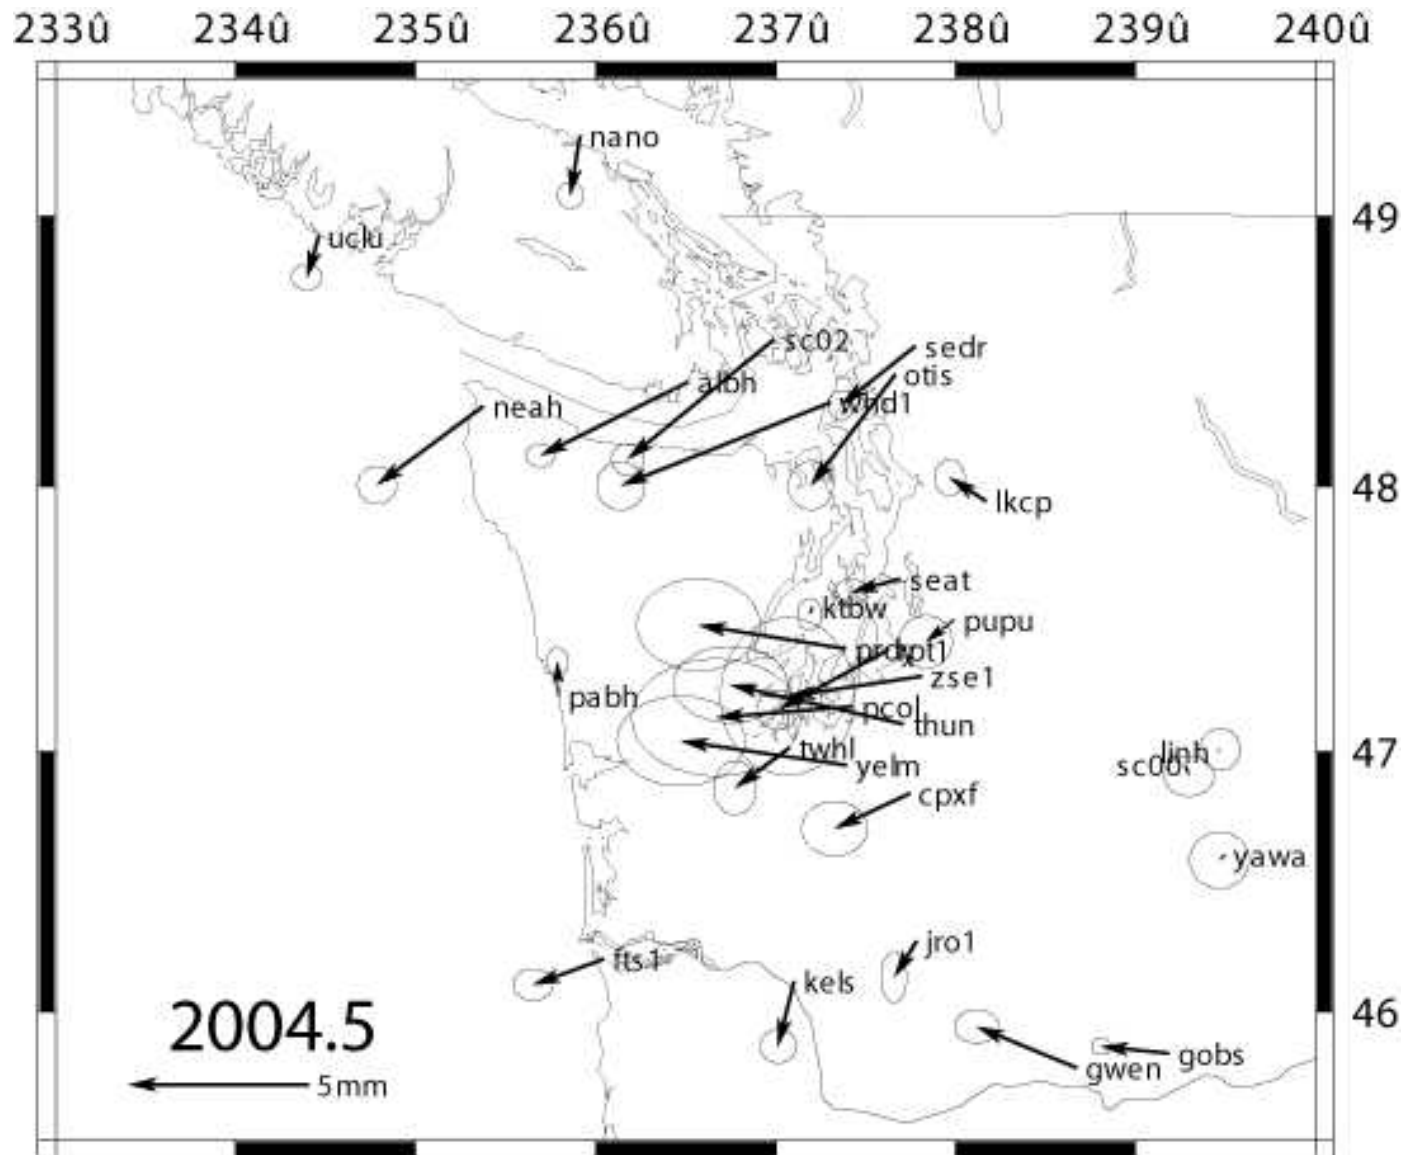 233û 234û 235û 236û 237û 238û 239û 240û
nano
49
uclu
sc02
sedr
otis
albh
whd1
neah
48
lkcp
seat
ktbw
pupu
rpt1
zse1
pabh
pcol
thun
twhl
linh
47
yelm
cpxf
yawa
jro1
fts1
kels
2004.5
46
gobs
gwen
5mm